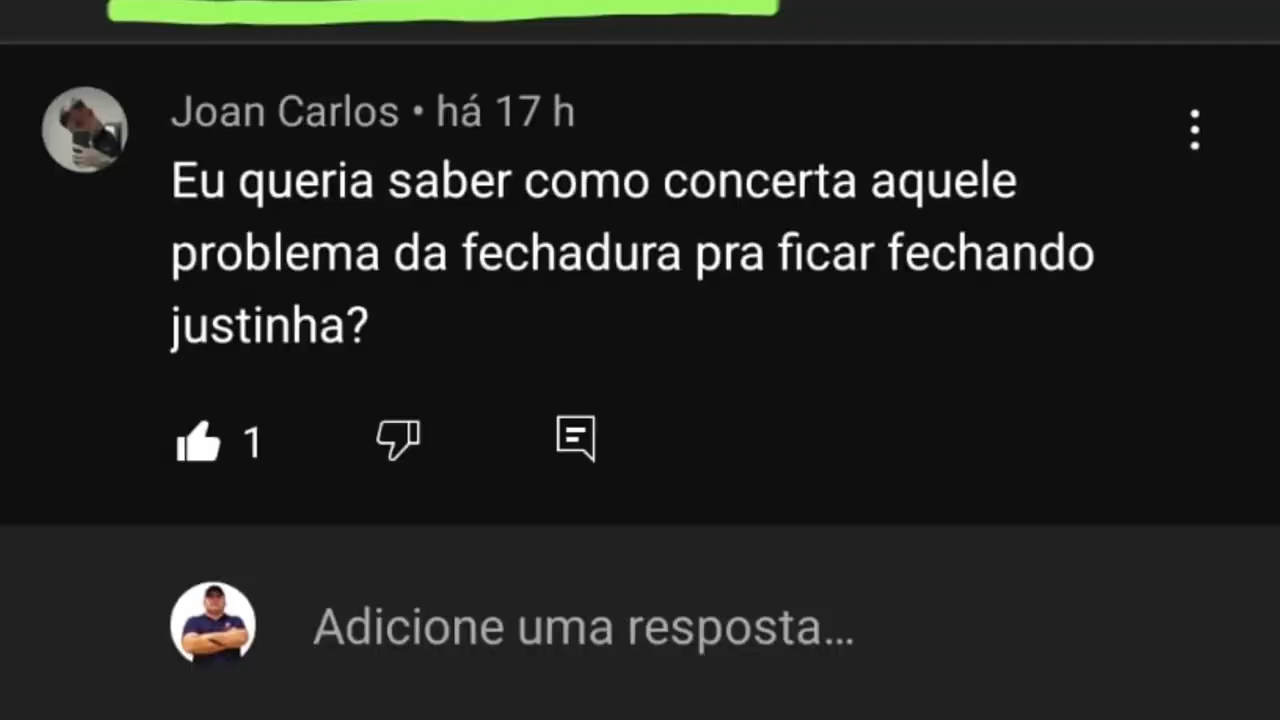 Joan Carlos • há 17 h
Eu queria saber como concerta aquele
problema da fechadura pra ficar fechando
justinha?
1
Adicione uma resposta...